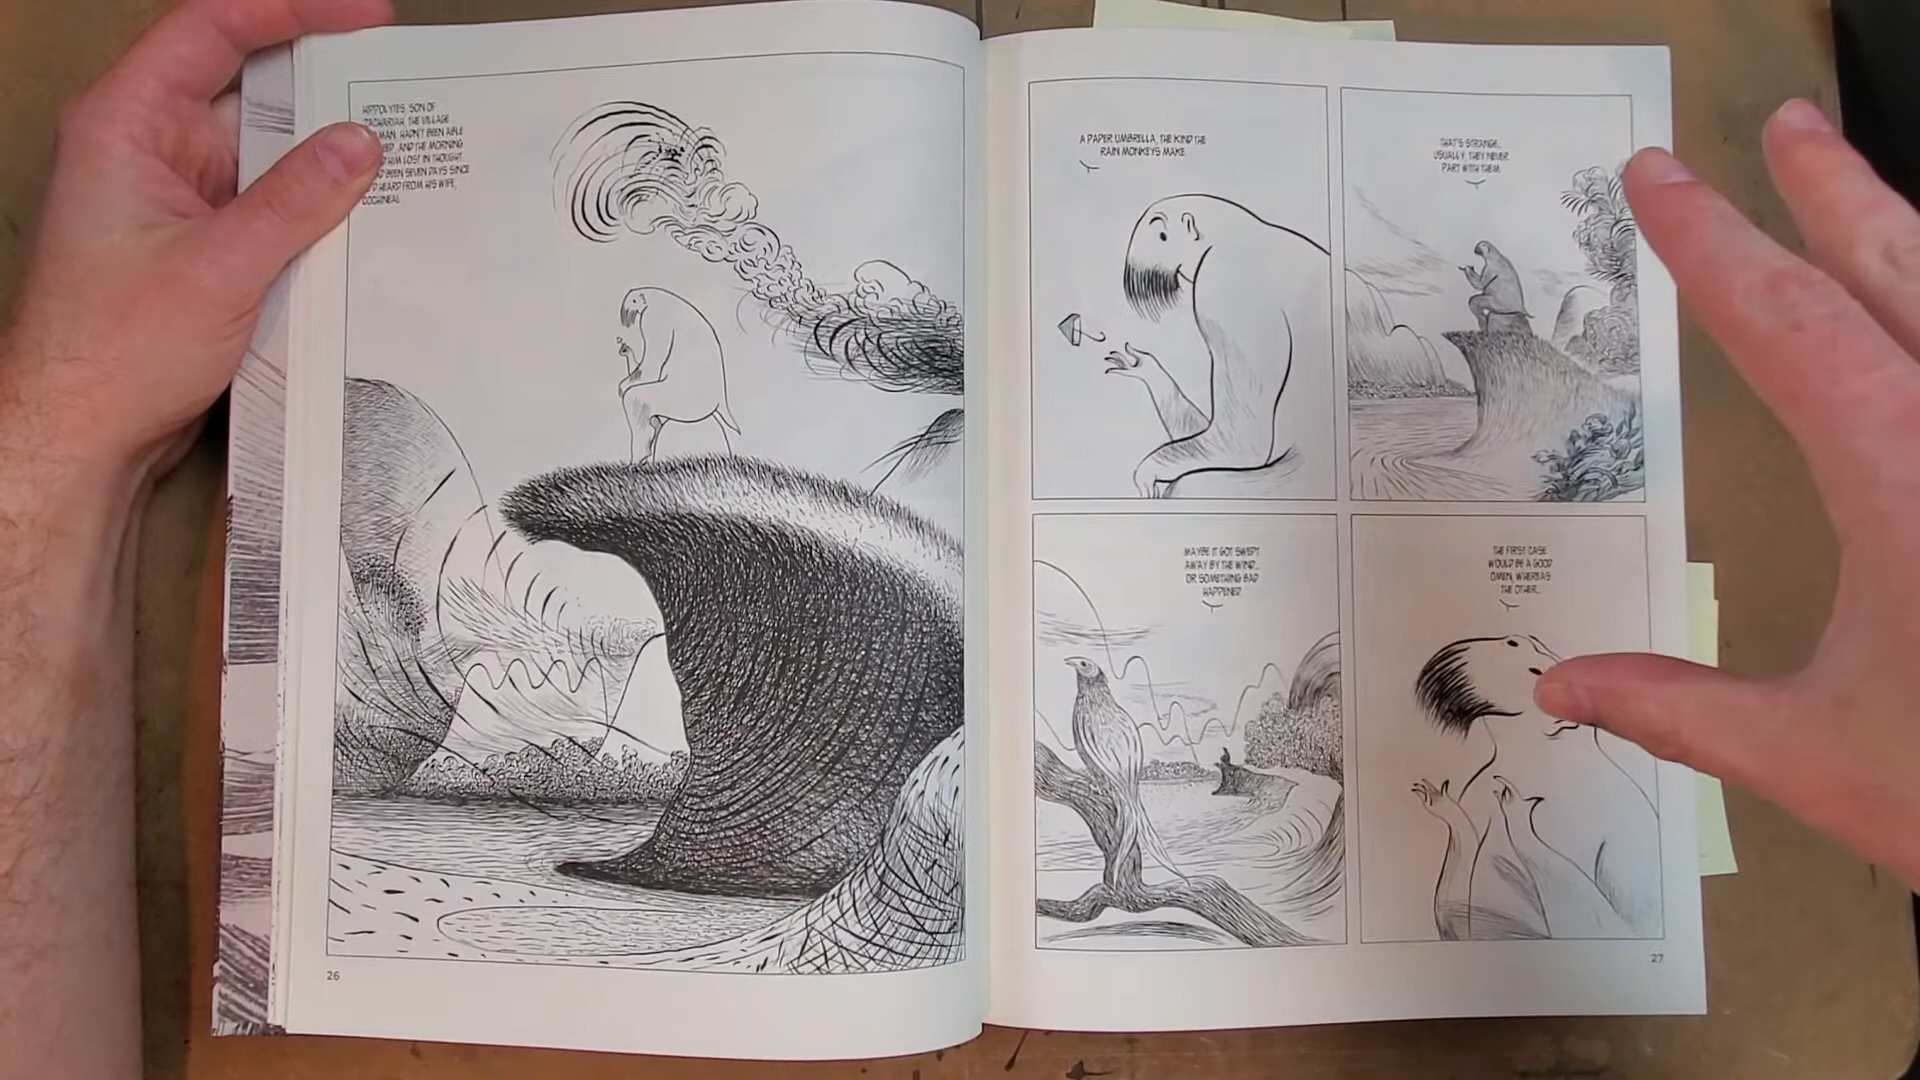 HIPPOLYTES, SON OF
ZACHARIAH, THE VILLAGE
MAN, HADN'T BEEN ABLE
AND THE MORNING
HIM LOST IN THOUGHT.
BEEN SEVEN DAYS SINCE
HEARD FROM HIS WIFE,
COCHINEAL.
26
A PAPER UMBRELLA, THE KIND THE
RAIN MONKEYS MAKE.
THAT'S STRANGE...
USUALLY, THEY NEVER
PART WITH THEM.
MAYBE IT GOT SWEPT
AWAY BY THE WIND...
OR SOMETHING BAD
HAPPENED.
THE FIRST CASE
WOULD BE A GOOD
OMEN, WHEREAS
THE OTHER...
27